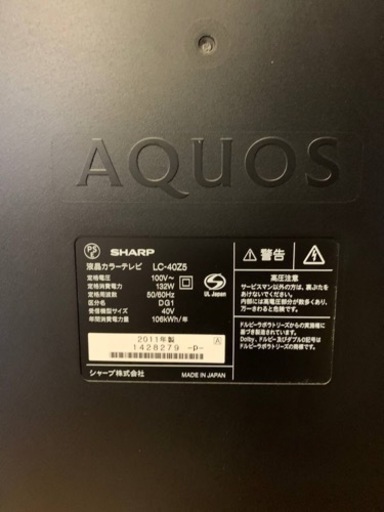 AQUOS
PS
E
SHARP
液晶カラーテレビ LC-40Z5
定格電圧 100V~
定格消費電力 132W
定格周波数 50/60Hz
区分名 DG1
受信機型サイズ 40V
年間消費電力量 106kWh/年
UL Japan
2011年製 A
1428279 -p-
シャープ株式会社 MADE IN JAPAN
警告
高圧注意
サービスマン以外の方は、裏ぶたを
あけないでください。
内部には高電圧部分が数多くあり、
万一さわると危険です。
ドルビーラボラトリーズからの実施権に
基づき製造されています。
Dolby、ドルビー及びダブルD記号は
ドルビーラボラトリーズの商標です。